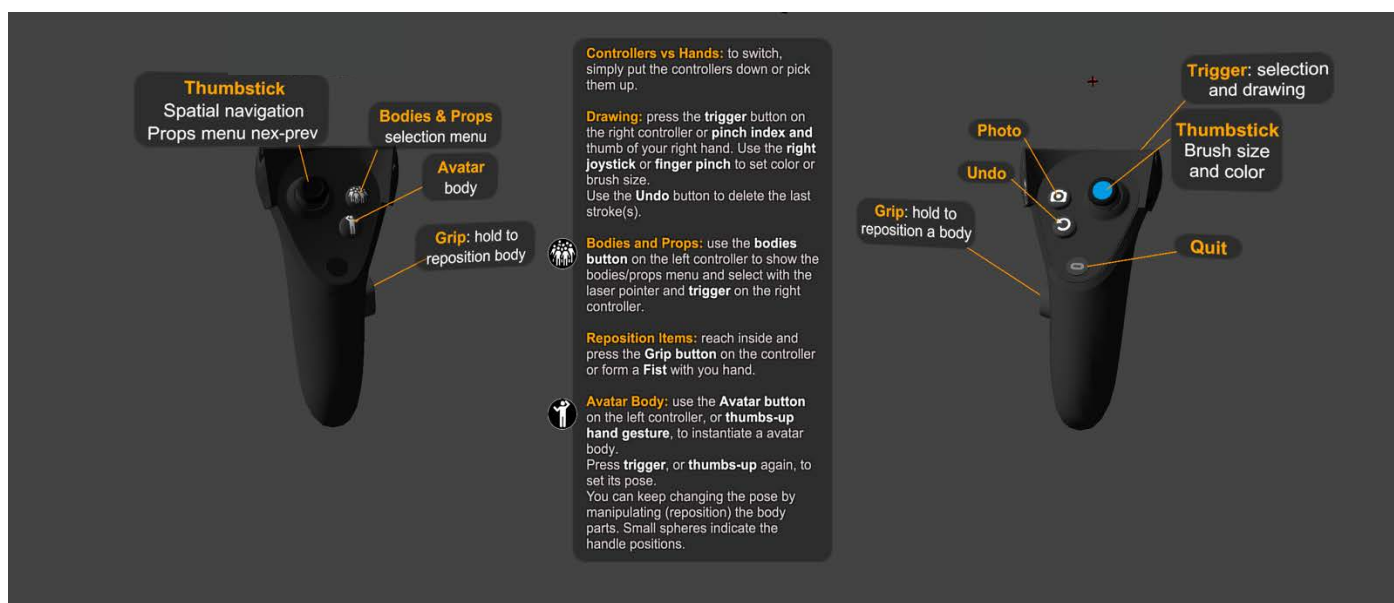 Thumbstick
Spatial navigation
Props menu nex-prev
Bodies & Props
selection menu
Avatar
body
Grip: hold to
reposition body
Controllers vs Hands: to switch,
simply put the controllers down or pick
them up.
Drawing: press the trigger button on
the right controller or pinch index and
thumb of your right hand. Use the right
joystick or finger pinch to set color or
brush size.
Use the Undo button to delete the last
stroke(s).
Bodies and Props: use the bodies
button on the left controller to show the
bodies/props menu and select with the
laser pointer and trigger on the right
controller.
Reposition Items: reach inside and
press the Grip button on the controller
or form a Fist with you hand.
Avatar Body: use the Avatar button
on the left controller, or thumbs-up
hand gesture, to instantiate a avatar
body.
Press trigger, or thumbs-up again, to
set its pose.
You can keep changing the pose by
manipulating (reposition) the body
parts. Small spheres indicate the
handle positions.
Trigger: selection
and drawing
Photo
Thumbstick
Brush size
and color
Undo
Grip: hold to
reposition a body
Quit